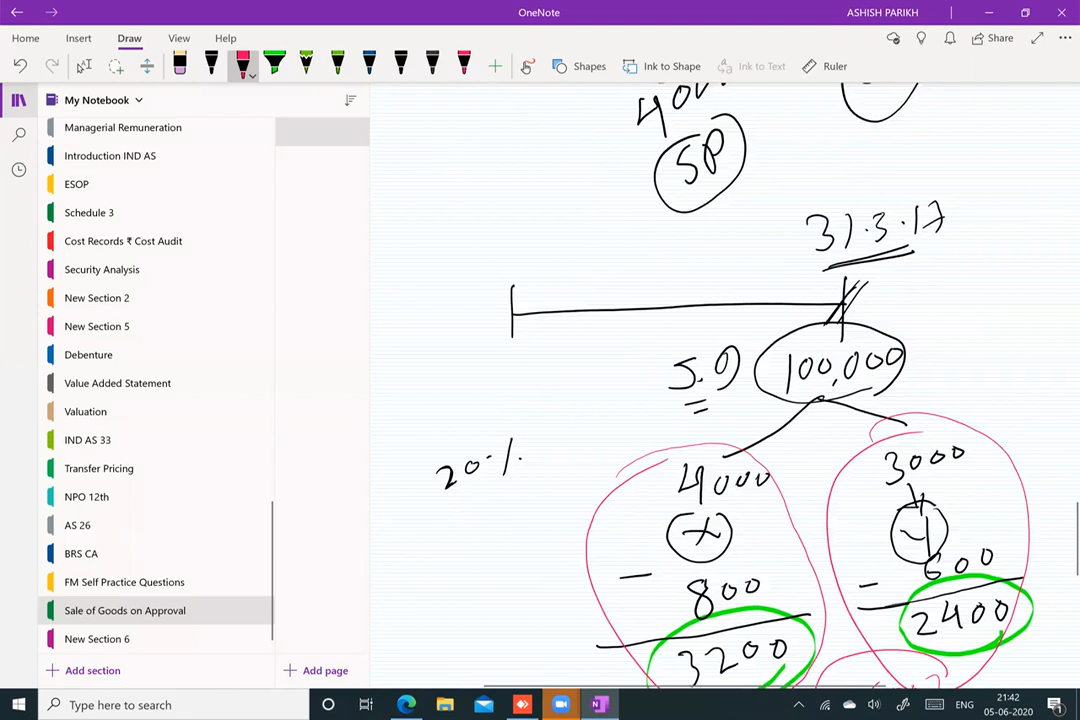 OneNote
ASHISH PARIKH
Home Insert Draw View Help
Share
Shapes
Ink to Shape
Ink to Text
Ruler
My Notebook
Managerial Remuneration
Introduction IND AS
ESOP
Schedule 3
Cost Records ₹ Cost Audit
Security Analysis
New Section 2
New Section 5
Debenture
Value Added Statement
Valuation
IND AS 33
Transfer Pricing
NPO 12th
AS 26
BRS CA
FM Self Practice Questions
Sale of Goods on Approval
New Section 6
Add section
Add page
SP
31.3.17
100,000
20%
4000
3000
X
Y
- 800
- 600
3200
2400
Type here to search
ENG
21:42
05-06-2020
1